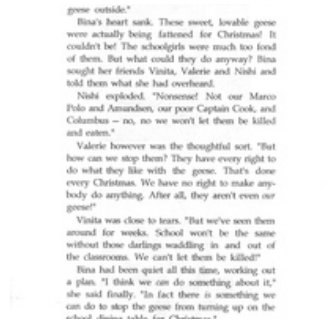 geese outside."
Bina's heart sank. These sweet, lovable geese
were actually being fattened for Christmas! It
couldn't be! The schoolgirls were much too fond
of them. But what could they do anyway? Bina
sought her friends Vinita, Valerie and Nishi and
told them what she had overheard.
Nishi exploded. "Nonsense! Not our Marco
Polo and Amundson, our poor Captain Cook, and
Columbus — no, no we won't let them be killed
and eaten."
Valerie however was the thoughtful sort. "But
how can we stop them? They have every right to
do what they like with the geese. That's done
every Christmas. We have no right to make any-
body do anything. After all, they aren't even our
geese!"
Vinita was close to tears. "But we've seen them
around for weeks. School won't be the same
without those darlings waddling in and out of
the classrooms. We can't let them be killed!"
Bina had been quiet all this time, working out
a plan. "I think we can do something about it,"
she said finally. "In fact there is something we
can do to stop the geese from turning up on the
school dining table for Christmas."